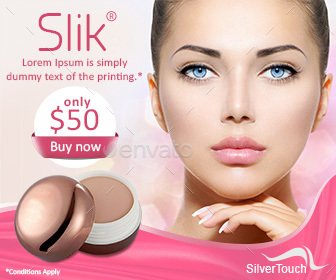 Slik®
Lorem Ipsum is simply
dummy text of the printing.*
only
$50
Buy now
envato
*Conditions Apply
SilverTouch